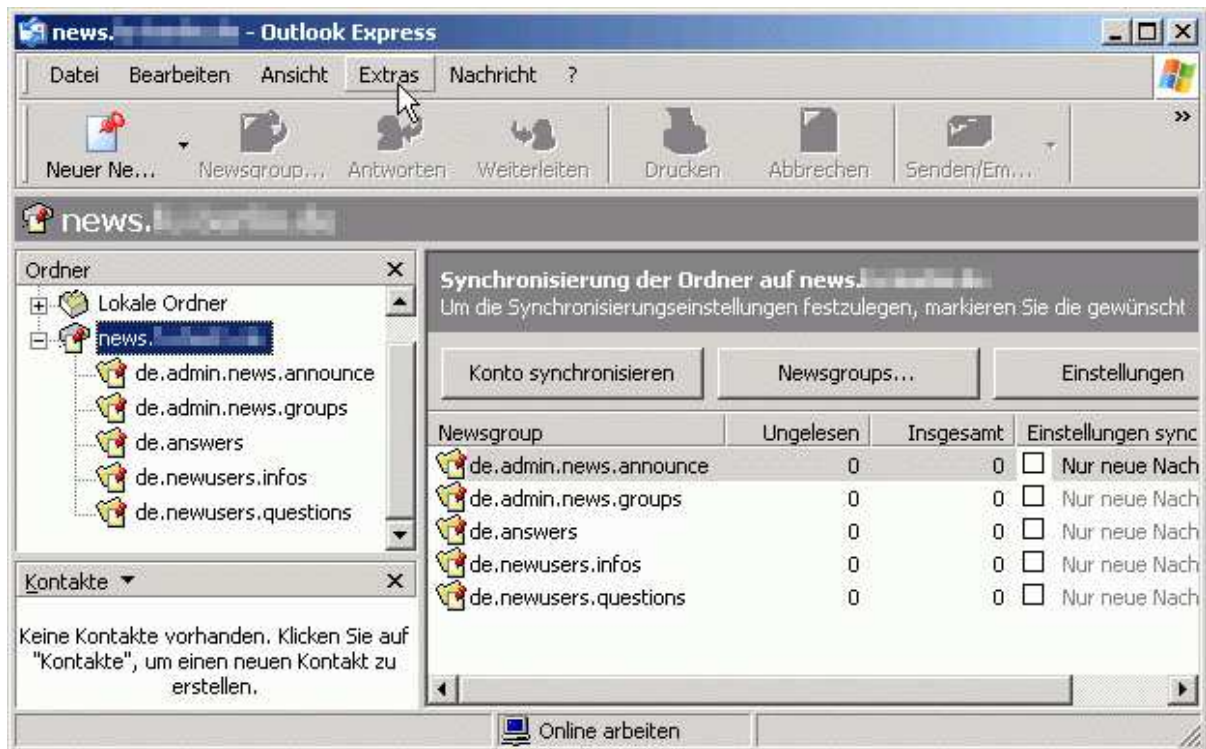 news. - Outlook Express
Datei Bearbeiten Ansicht Extras Nachricht ?
Neuer Ne... Newsgroup... Antworten Weiterleiten Drucken Abbrechen Senden/Em... »
news.
Ordner
Lokale Ordner
news.
de.admin.news.announce
de.admin.news.groups
de.answers
de.newusers.infos
de.newusers.questions
Kontakte
Keine Kontakte vorhanden. Klicken Sie auf
"Kontakte", um einen neuen Kontakt zu
erstellen.
Synchronisierung der Ordner auf news.
Um die Synchronisierungseinstellungen festzulegen, markieren Sie die gewünscht
Konto synchronisieren Newsgroups... Einstellungen
Newsgroup Ungelesen Insgesamt Einstellungen sync
de.admin.news.announce 0 0 Nur neue Nach
de.admin.news.groups 0 0 Nur neue Nach
de.answers 0 0 Nur neue Nach
de.newusers.infos 0 0 Nur neue Nach
de.newusers.questions 0 0 Nur neue Nach
Online arbeiten